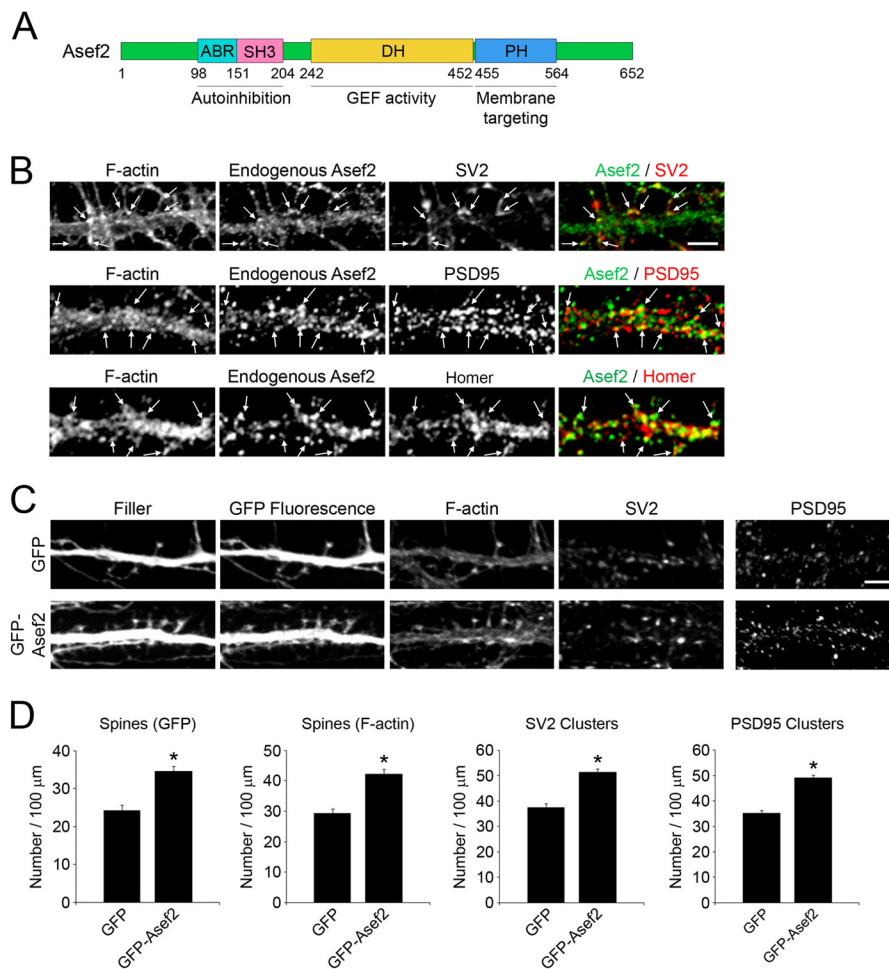 A
Asef2
ABR SH3 DH PH
1 98 151 204 242 452 455 564 652
Autoinhibition GEF activity Membrane
targeting
B
F-actin Endogenous Asef2 SV2 Asef2 / SV2
F-actin Endogenous Asef2 PSD95 Asef2 / PSD95
F-actin Endogenous Asef2 Homer Asef2 / Homer
C
Filler GFP Fluorescence F-actin SV2 PSD95
GFP
GFP-
Asef2
D
Spines (GFP)
Number / 100 μm
40
30
20
10
0
*
GFP
GFP-Asef2
Spines (F-actin)
Number / 100 μm
50
40
30
20
10
0
*
GFP
GFP-Asef2
SV2 Clusters
Number / 100 μm
60
50
40
30
20
10
0
*
GFP
GFP-Asef2
PSD95 Clusters
Number / 100 μm
60
50
40
30
20
10
0
*
GFP
GFP-Asef2